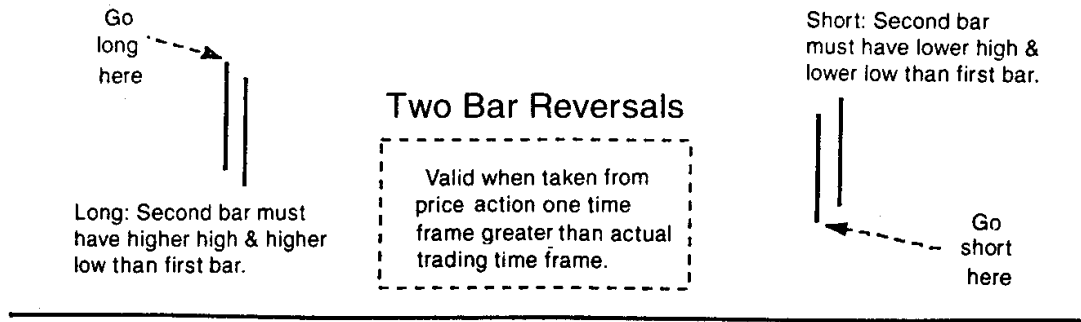 Go
long
here
Long: Second bar must
have higher high & higher
low than first bar.
Two Bar Reversals
Valid when taken from
price action one time
frame greater than actual
trading time frame.
Short: Second bar
must have lower high &
lower low than first bar.
Go
short
here